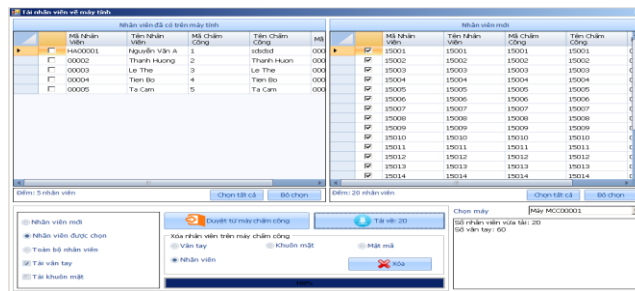 Tải nhân viên về máy tính
Nhân viên đã có trên máy tính
Mã Nhân Viên Tên Nhân Viên Mã Chấm Công Tên Chấm Công Mã
HA00001 Nguyễn Văn A 1 sdsdsd 000
00002 Thanh Huong 2 Thanh Huon 000
00003 Le The 3 Le The 000
00004 Tien Bo 4 Tien Bo 000
00005 Ta Cam 5 Ta Cam 000
Đếm: 5 nhân viên
Chọn tất cả
Bỏ chọn
Nhân viên mới
Mã Nhân Viên Tên Nhân Viên Mã Chấm Công Tên Chấm Công
15001 15001 15001 15001
15002 15002 15002 15002
15003 15003 15003 15003
15004 15004 15004 15004
15005 15005 15005 15005
15006 15006 15006 15006
15007 15007 15007 15007
15008 15008 15008 15008
15009 15009 15009 15009
15010 15010 15010 15010
15011 15011 15011 15011
15012 15012 15012 15012
15013 15013 15013 15013
15014 15014 15014 15014
Đếm: 20 nhân viên
Chọn tất cả
Bỏ chọn
Nhân viên mới
Nhân viên được chọn
Toàn bộ nhân viên
Tải vân tay
Tải khuôn mặt
Duyệt từ máy chấm công
Tải về: 20
Xóa nhân viên trên máy chấm công
Vân tay
Khuôn mặt
Mật mã
Nhân viên
Xóa
100%
Chọn máy
Máy MCC00001
Số nhân viên vừa tải: 20
Số vân tay: 60